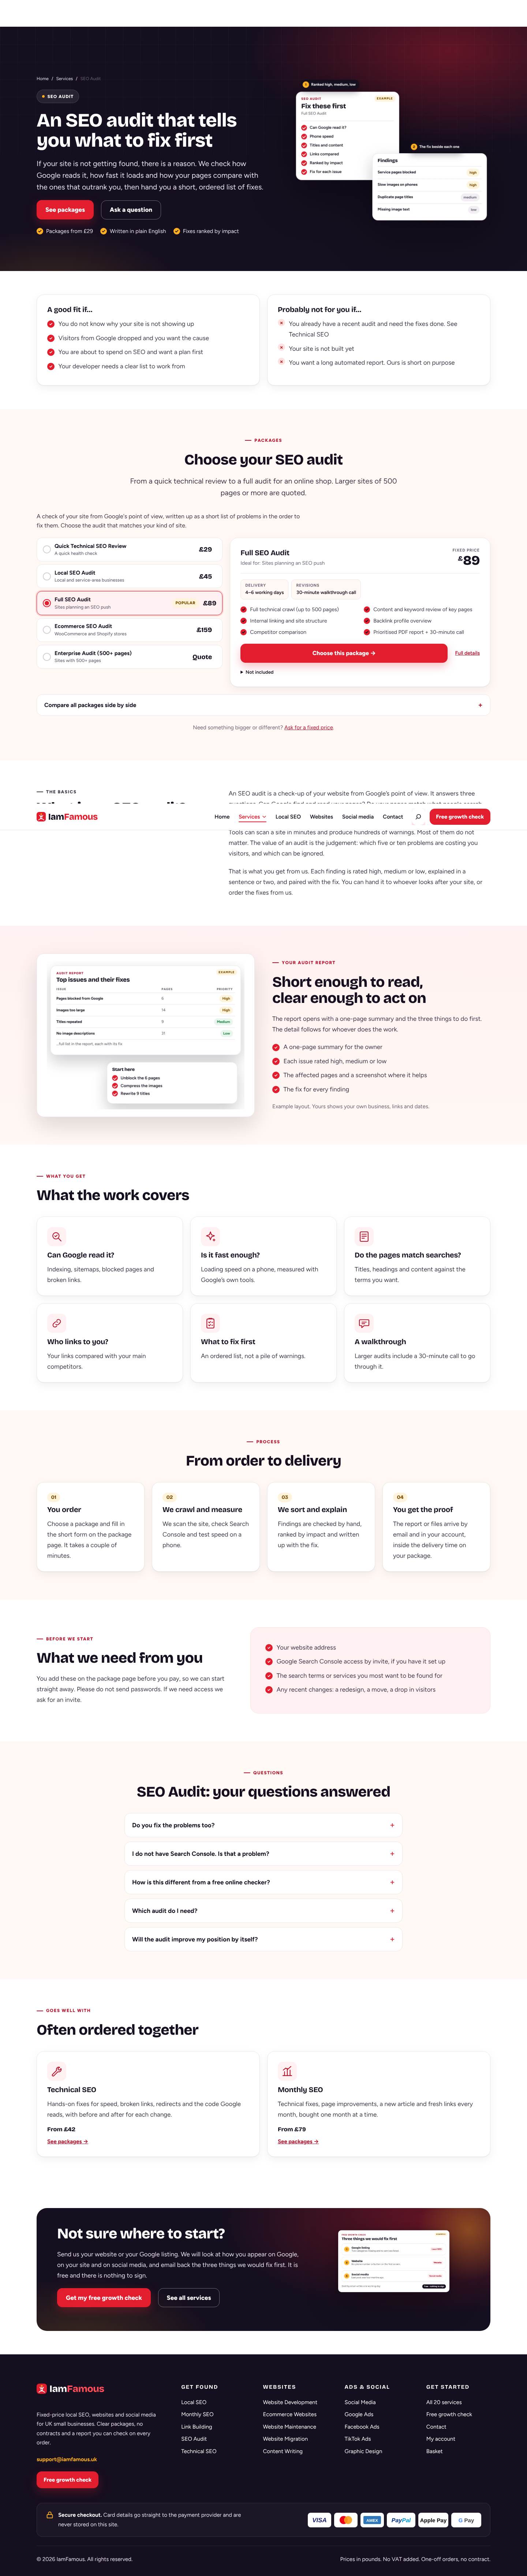 Home / Services / SEO Audit
SEO AUDIT
An SEO audit that tells
you what to fix first
If your site is not getting found, there is a reason. We check how
Google reads it, how fast it loads and how your pages compare with
the ones that outrank you, then hand you a short, ordered list of fixes.
See packages
Ask a question
Packages from £29
Written in plain English
Fixes ranked by impact
Ranked high, medium, low
SEO AUDIT
EXAMPLE
Fix these first
Full SEO Audit
Can Google read it?
Phone speed
Titles and content
Links compared
Ranked by impact
Fix for each issue
The fix beside each one
Findings
Service pages blocked
high
Slow images on phones
high
Duplicate page titles
medium
Missing image text
low
A good fit if...
You do not know why your site is not showing up
Visitors from Google dropped and you want the cause
You are about to spend on SEO and want a plan first
Your developer needs a clear list to work from
Probably not for you if...
You already have a recent audit and need the fixes done. See
Technical SEO
Your site is not built yet
You want a long automated report. Ours is short on purpose
PACKAGES
Choose your SEO audit
From a quick technical review to a full audit for an online shop. Larger sites of 500
pages or more are quoted.
A check of your site from Google's point of view, written up as a short list of problems and the order to
fix them. Choose the audit that matches your kind of site.
Quick Technical SEO Review
A quick health check
£29
Local SEO Audit
Local and service-area businesses
£45
Full SEO Audit
Sites planning an SEO push
POPULAR
£89
Ecommerce SEO Audit
WooCommerce and Shopify stores
£159
Enterprise Audit (500+ pages)
Sites with 500+ pages
Quote
Full SEO Audit
Ideal for: Sites planning an SEO push
FIXED PRICE
£89
DELIVERY
4–6 working days
REVISIONS
30-minute walkthrough call
Full technical crawl (up to 500 pages)
Content and keyword review of key pages
Internal linking and site structure
Backlink profile overview
Competitor comparison
Prioritised PDF report + 30-minute call
Choose this package →
Full details
Not included
Compare all packages side by side
+
Need something bigger or different? Ask for a fixed price
THE BASICS
An SEO audit is a check-up of your website from Google's point of view. It answers three
IamFamous
Home
Services
Local SEO
Websites
Social media
Contact
Free growth check
Tools can scan a site in minutes and produce hundreds of warnings. Most of them do not
matter. The value of an audit is the judgement: which five or ten problems are costing you
visitors, and which can be ignored.
That is what you get from us. Each finding is rated high, medium or low, explained in a
sentence or two, and paired with the fix. You can hand it to whoever looks after your site, or
order the fixes from us.
AUDIT REPORT
EXAMPLE
Top issues and their fixes
ISSUE
PAGES
PRIORITY
Pages blocked from Google
6
High
Images too large
14
High
Titles repeated
9
Medium
No image descriptions
31
Low
Start here
Unblock the 6 pages
Compress the images
Rewrite 9 titles
YOUR AUDIT REPORT
Short enough to read,
clear enough to act on
The report opens with a one-page summary and the three things to do first.
The detail follows for whoever does the work.
A one-page summary for the owner
Each issue rated high, medium or low
The affected pages and a screenshot where it helps
The fix for every finding
Example layout. Yours shows your own business, links and dates.
WHAT YOU GET
What the work covers
Can Google read it?
Indexing, sitemaps, blocked pages and
broken links.
Is it fast enough?
Loading speed on a phone, measured with
Google's own tools.
Do the pages match searches?
Titles, headings and content against the
terms you want.
Who links to you?
Your links compared with your main
competitors.
What to fix first
An ordered list, not a pile of warnings.
A walkthrough
Larger audits include a 30-minute call to go
through it.
PROCESS
From order to delivery
01
You order
Choose a package and fill in
the short form on the package
page. It takes a couple of
minutes.
02
We crawl and measure
We scan the site, check Search
Console and test speed on a
phone.
03
We sort and explain
Findings are checked by hand,
ranked by impact and written
up with the fix.
04
You get the proof
The report or files arrive by
email and in your account,
inside the delivery time on
your package.
BEFORE WE START
What we need from you
You add these on the package page before you pay, so we can start
straight away. Please do not send passwords. If we need access we
ask for an invite.
Your website address
Google Search Console access by invite, if you have it set up
The search terms or services you most want to be found for
Any recent changes: a redesign, a move, a drop in visitors
QUESTIONS
SEO Audit: your questions answered
Do you fix the problems too?
+
I do not have Search Console. Is that a problem?
+
How is this different from a free online checker?
+
Which audit do I need?
+
Will the audit improve my position by itself?
+
GOES WELL WITH
Often ordered together
Technical SEO
Hands-on fixes for speed, broken links, redirects and the code Google
reads, with before and after for each change.
From £42
See packages →
Monthly SEO
Technical fixes, page improvements, a new article and fresh links every
month, bought one month at a time.
From £79
See packages →
Not sure where to start?
Send us your website or your Google listing. We will look at how you appear on Google,
on your site and on social media, and email back the three things we would fix first. It is
free and there is nothing to sign.
Get my free growth check
See all services
Three things we would fix first
Google listing
Website
Social media
IamFamous
Fixed-price local SEO, websites and social media
for UK small businesses. Clear packages, no
contracts and a report you can check on every
order.
support@iamfamous.uk
Free growth check
GET FOUND
Local SEO
Monthly SEO
Link Building
SEO Audit
Technical SEO
WEBSITES
Website Development
Ecommerce Websites
Website Maintenance
Website Migration
Content Writing
ADS & SOCIAL
Social Media
Google Ads
Facebook Ads
TikTok Ads
Graphic Design
GET STARTED
All 20 services
Free growth check
Contact
My account
Basket
Secure checkout. Card details go straight to the payment provider and are
never stored on this site.
VISA
AMEX
PayPal
Apple Pay
G Pay
© 2026 IamFamous. All rights reserved.
Prices in pounds. No VAT added. One-off orders, no contract.